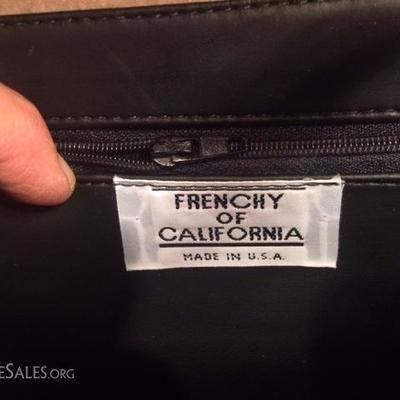 FRENCHY
OF
CALIFORNIA
MADE IN U.S.A.
eSales.org